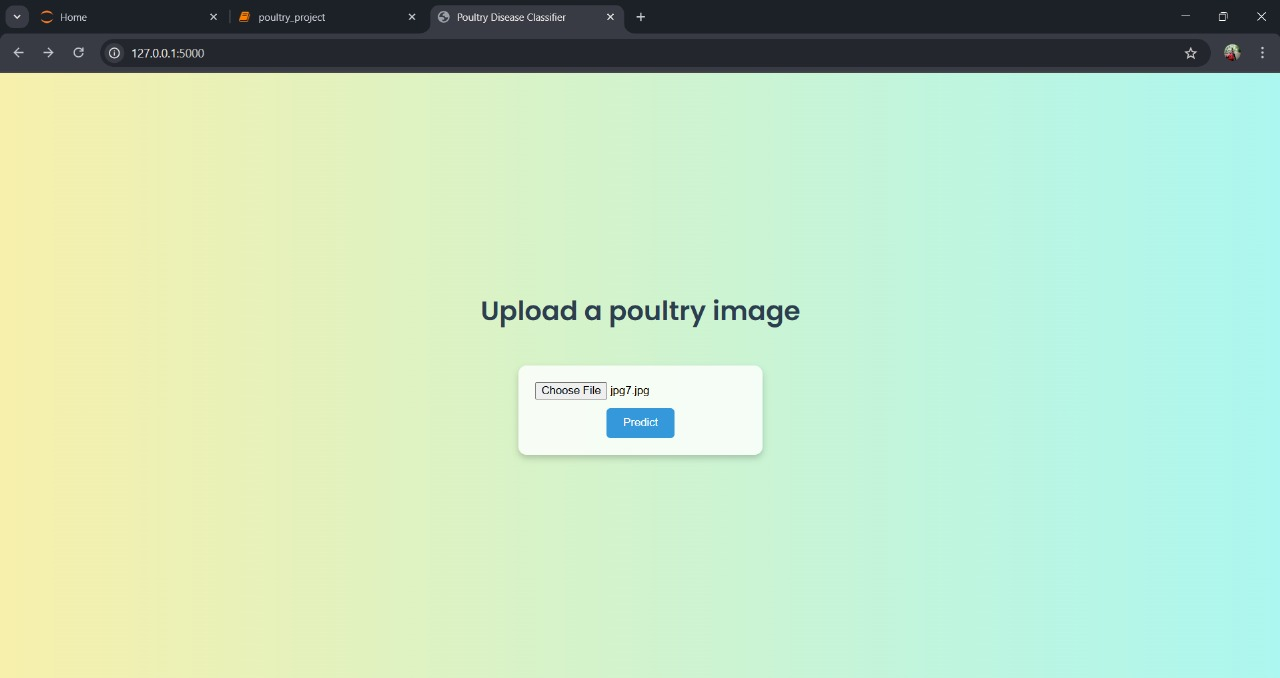 Home
poultry_project
Poultry Disease Classifier
127.0.0.1:5000
Upload a poultry image
Choose File jpg7.jpg
Predict